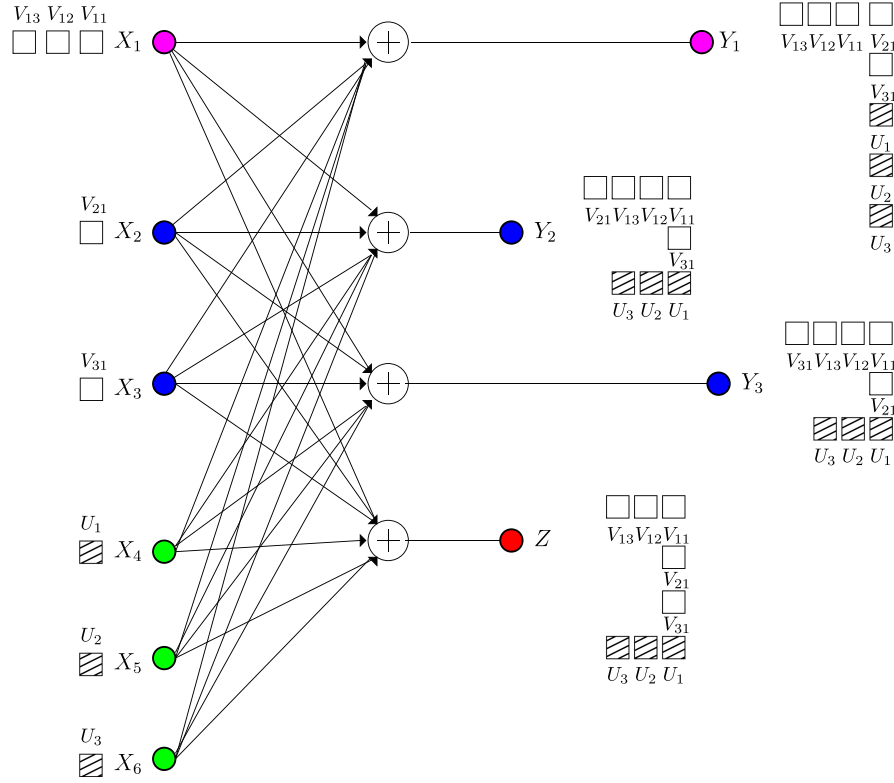 V₁₃ V₁₂ V₁₁
X₁
Y₁
V₁₃ V₁₂ V₁₁ V₂₁
V₃₁
U₁
U₂
U₃
V₂₁
X₂
Y₂
V₂₁ V₁₃ V₁₂ V₁₁
V₃₁
U₃ U₂ U₁
V₃₁
X₃
Y₃
V₃₁ V₁₃ V₁₂ V₁₁
V₂₁
U₃ U₂ U₁
U₁
X₄
Z
V₁₃ V₁₂ V₁₁
V₂₁
V₃₁
U₃ U₂ U₁
U₂
X₅
U₃
X₆